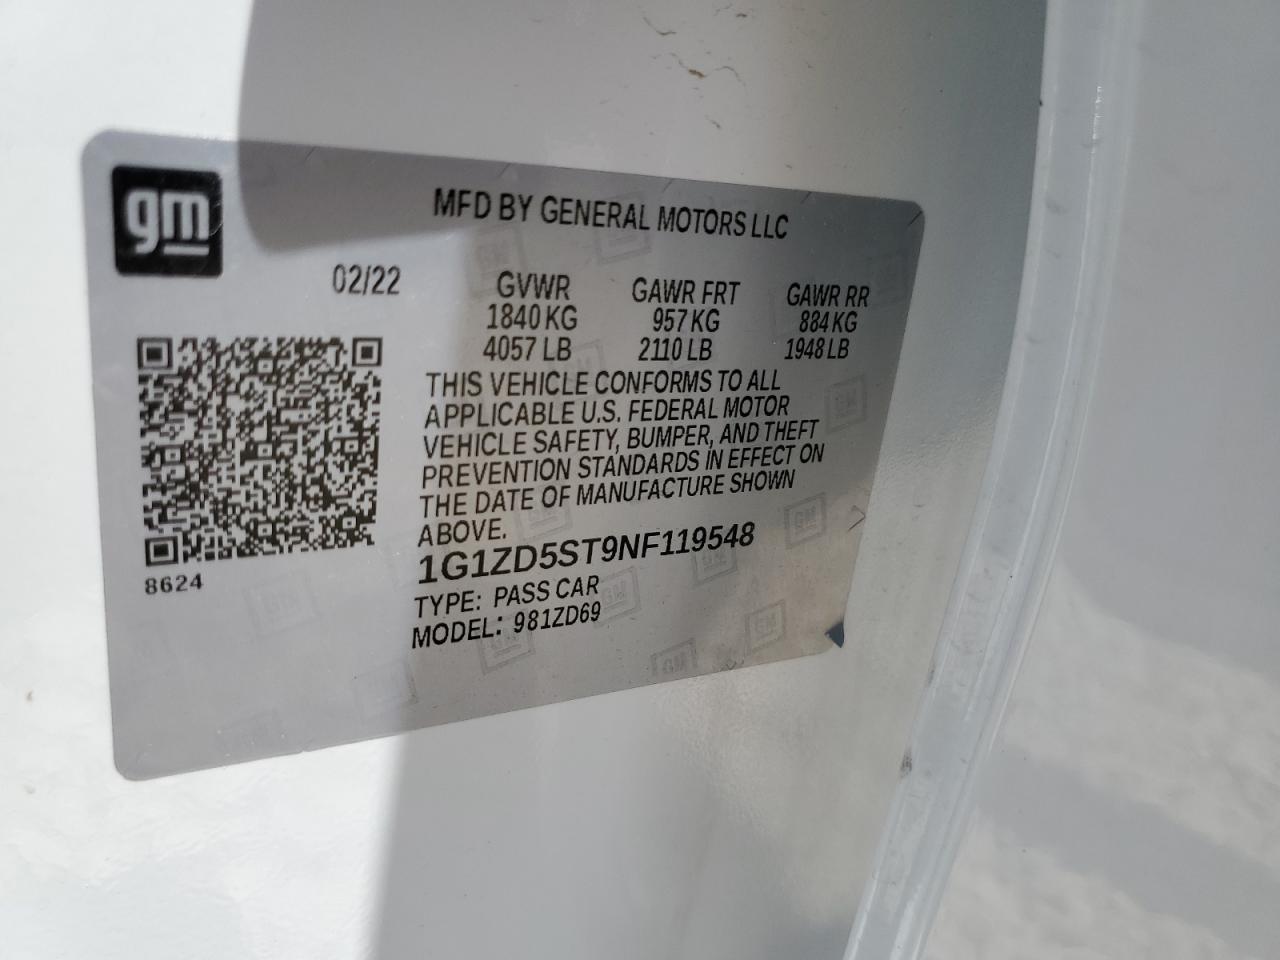 gm
MFD BY GENERAL MOTORS LLC
02/22
GVWR GAWR FRT GAWR RR
1840 KG 957 KG 884 KG
4057 LB 2110 LB 1948 LB
THIS VEHICLE CONFORMS TO ALL
APPLICABLE U.S. FEDERAL MOTOR
VEHICLE SAFETY, BUMPER, AND THEFT
PREVENTION STANDARDS IN EFFECT ON
THE DATE OF MANUFACTURE SHOWN
ABOVE.
1G1ZD5ST9NF119548
8624
TYPE: PASS CAR
MODEL: 981ZD69